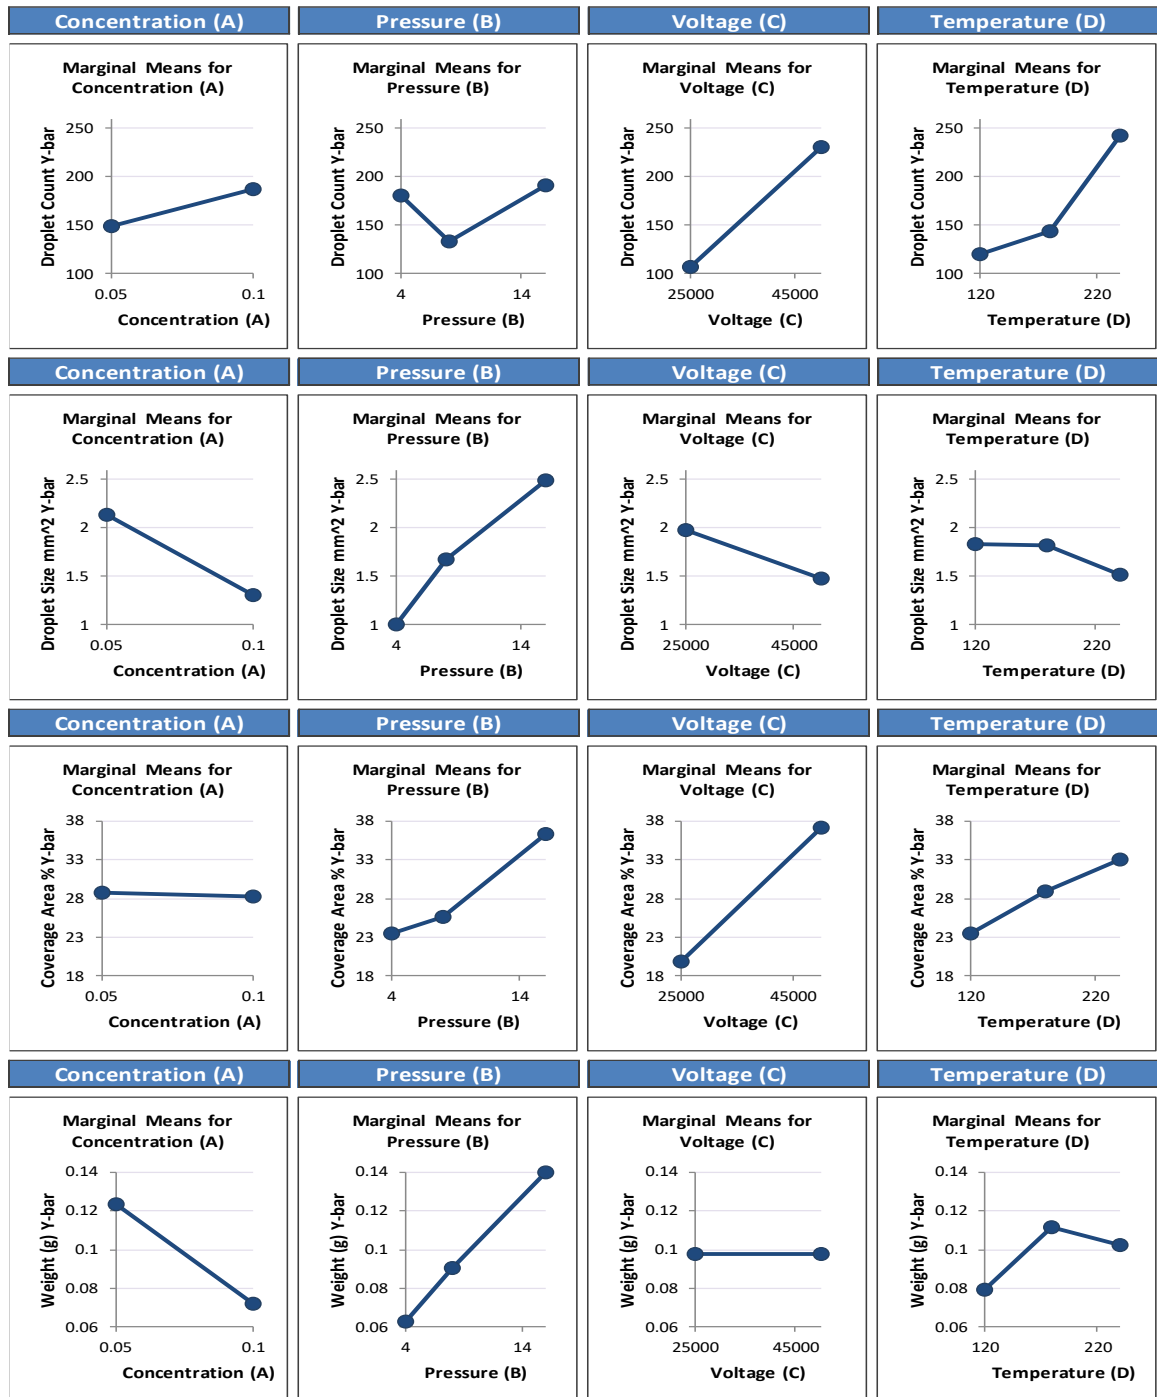 Concentration (A)
Pressure (B)
Voltage (C)
Temperature (D)
Marginal Means for
Concentration (A)
Droplet Count Y-bar
250
200
150
100
0.05
0.1
Concentration (A)
Marginal Means for
Pressure (B)
Droplet Count Y-bar
250
200
150
100
4
14
Pressure (B)
Marginal Means for
Voltage (C)
Droplet Count Y-bar
250
200
150
100
25000
45000
Voltage (C)
Marginal Means for
Temperature (D)
Droplet Count Y-bar
250
200
150
100
120
220
Temperature (D)
Concentration (A)
Pressure (B)
Voltage (C)
Temperature (D)
Marginal Means for
Concentration (A)
Droplet Size mm^2 Y-bar
2.5
2
1.5
1
0.05
0.1
Concentration (A)
Marginal Means for
Pressure (B)
Droplet Size mm^2 Y-bar
2.5
2
1.5
1
4
14
Pressure (B)
Marginal Means for
Voltage (C)
Droplet Size mm^2 Y-bar
2.5
2
1.5
1
25000
45000
Voltage (C)
Marginal Means for
Temperature (D)
Droplet Size mm^2 Y-bar
2.5
2
1.5
1
120
220
Temperature (D)
Concentration (A)
Pressure (B)
Voltage (C)
Temperature (D)
Marginal Means for
Concentration (A)
Coverage Area % Y-bar
38
33
28
23
18
0.05
0.1
Concentration (A)
Marginal Means for
Pressure (B)
Coverage Area % Y-bar
38
33
28
23
18
4
14
Pressure (B)
Marginal Means for
Voltage (C)
Coverage Area % Y-bar
38
33
28
23
18
25000
45000
Voltage (C)
Marginal Means for
Temperature (D)
Coverage Area % Y-bar
38
33
28
23
18
120
220
Temperature (D)
Concentration (A)
Pressure (B)
Voltage (C)
Temperature (D)
Marginal Means for
Concentration (A)
Weight (g) Y-bar
0.14
0.12
0.1
0.08
0.06
0.05
0.1
Concentration (A)
Marginal Means for
Pressure (B)
Weight (g) Y-bar
0.14
0.12
0.1
0.08
0.06
4
14
Pressure (B)
Marginal Means for
Voltage (C)
Weight (g) Y-bar
0.14
0.12
0.1
0.08
0.06
25000
45000
Voltage (C)
Marginal Means for
Temperature (D)
Weight (g) Y-bar
0.14
0.12
0.1
0.08
0.06
120
220
Temperature (D)